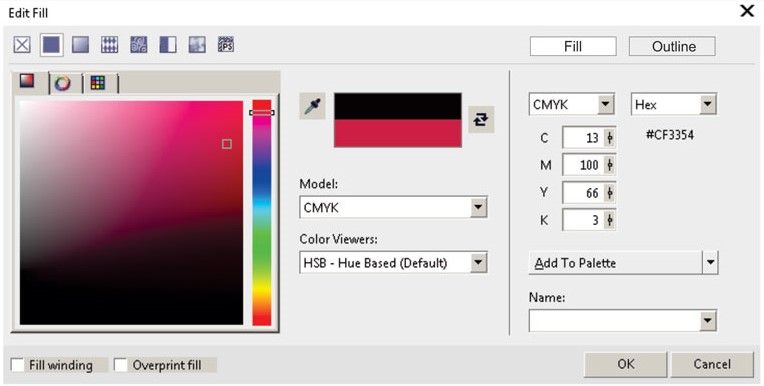 Edit Fill
PS
Fill Outline
CMYK Hex
C 13 #CF3354
M 100
Y 66
K 3
Model:
CMYK
Color Viewers:
HSB - Hue Based (Default)
Add To Palette
Name:
Fill winding Overprint fill
OK Cancel